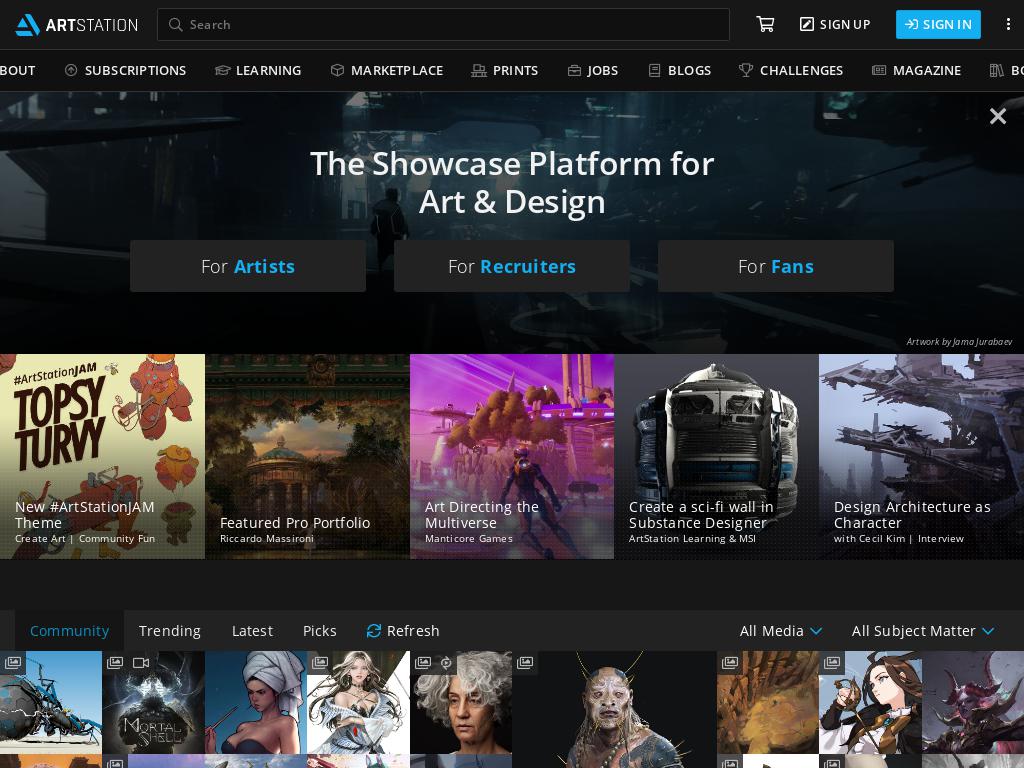 ARTSTATION
Search
SIGN UP
SIGN IN
BOUT
SUBSCRIPTIONS
LEARNING
MARKETPLACE
PRINTS
JOBS
BLOGS
CHALLENGES
MAGAZINE
BO
The Showcase Platform for
Art & Design
For Artists
For Recruiters
For Fans
Artwork by Jama Jurabaev
#ArtStationJAM
TOPSY
TURVY
New #ArtStationJAM
Theme
Create Art | Community Fun
Featured Pro Portfolio
Riccardo Massironi
Art Directing the
Multiverse
Manticore Games
Create a sci-fi wall in
Substance Designer
ArtStation Learning & MSI
Design Architecture as
Character
with Cecil Kim | Interview
Community
Trending
Latest
Picks
Refresh
All Media
All Subject Matter
MORTAL
SHELL